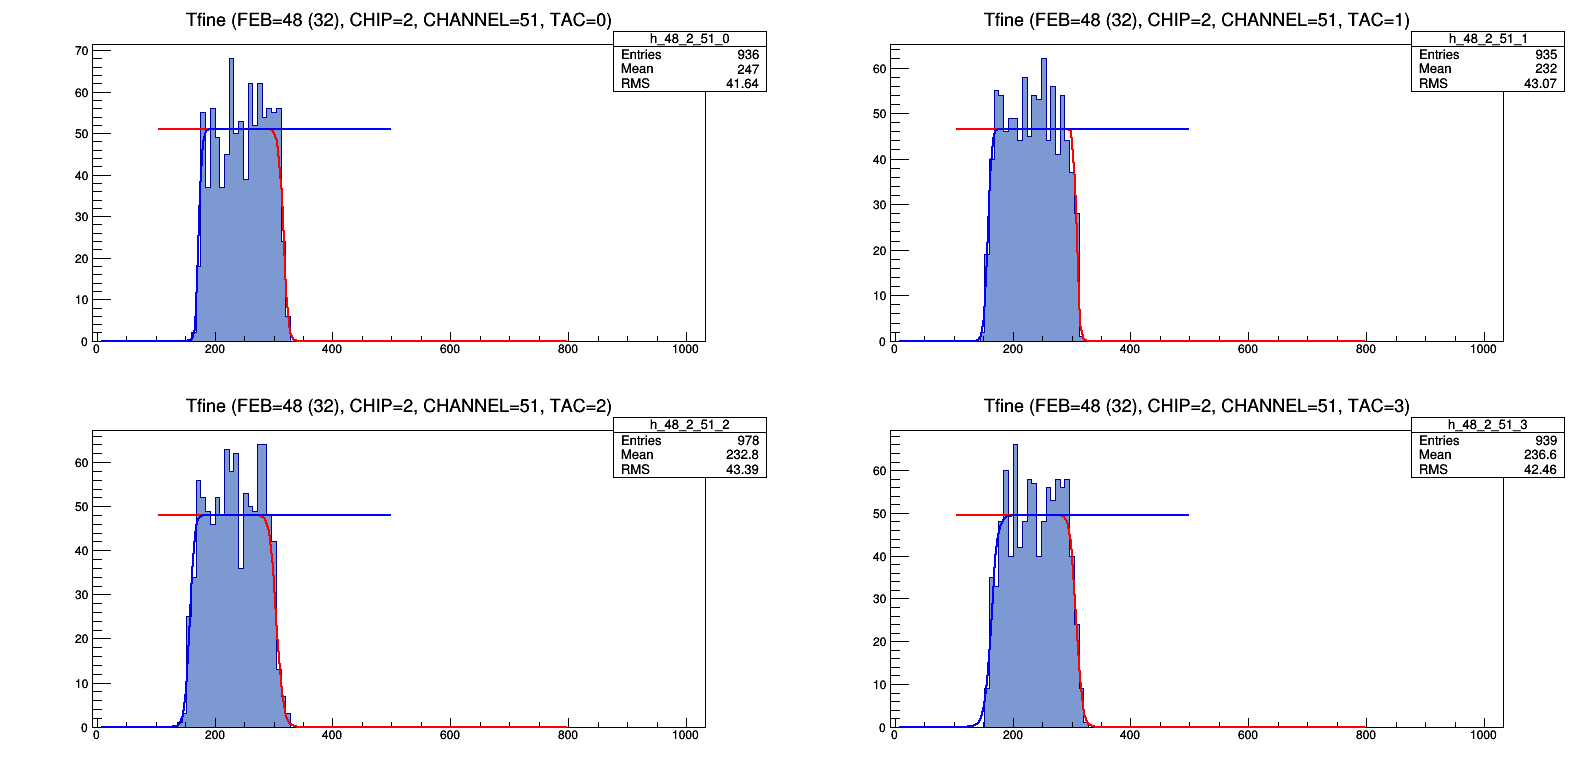 Tfine (FEB=48 (32), CHIP=2, CHANNEL=51, TAC=0)
h_48_2_51_0
Entries 936
Mean 247
RMS 41.64
70
60
50
40
30
20
10
0
0 200 400 600 800 1000
Tfine (FEB=48 (32), CHIP=2, CHANNEL=51, TAC=1)
h_48_2_51_1
Entries 935
Mean 232
RMS 43.07
60
50
40
30
20
10
0
0 200 400 600 800 1000
Tfine (FEB=48 (32), CHIP=2, CHANNEL=51, TAC=2)
h_48_2_51_2
Entries 978
Mean 232.8
RMS 43.39
60
50
40
30
20
10
0
0 200 400 600 800 1000
Tfine (FEB=48 (32), CHIP=2, CHANNEL=51, TAC=3)
h_48_2_51_3
Entries 939
Mean 236.6
RMS 42.46
60
50
40
30
20
10
0
0 200 400 600 800 1000